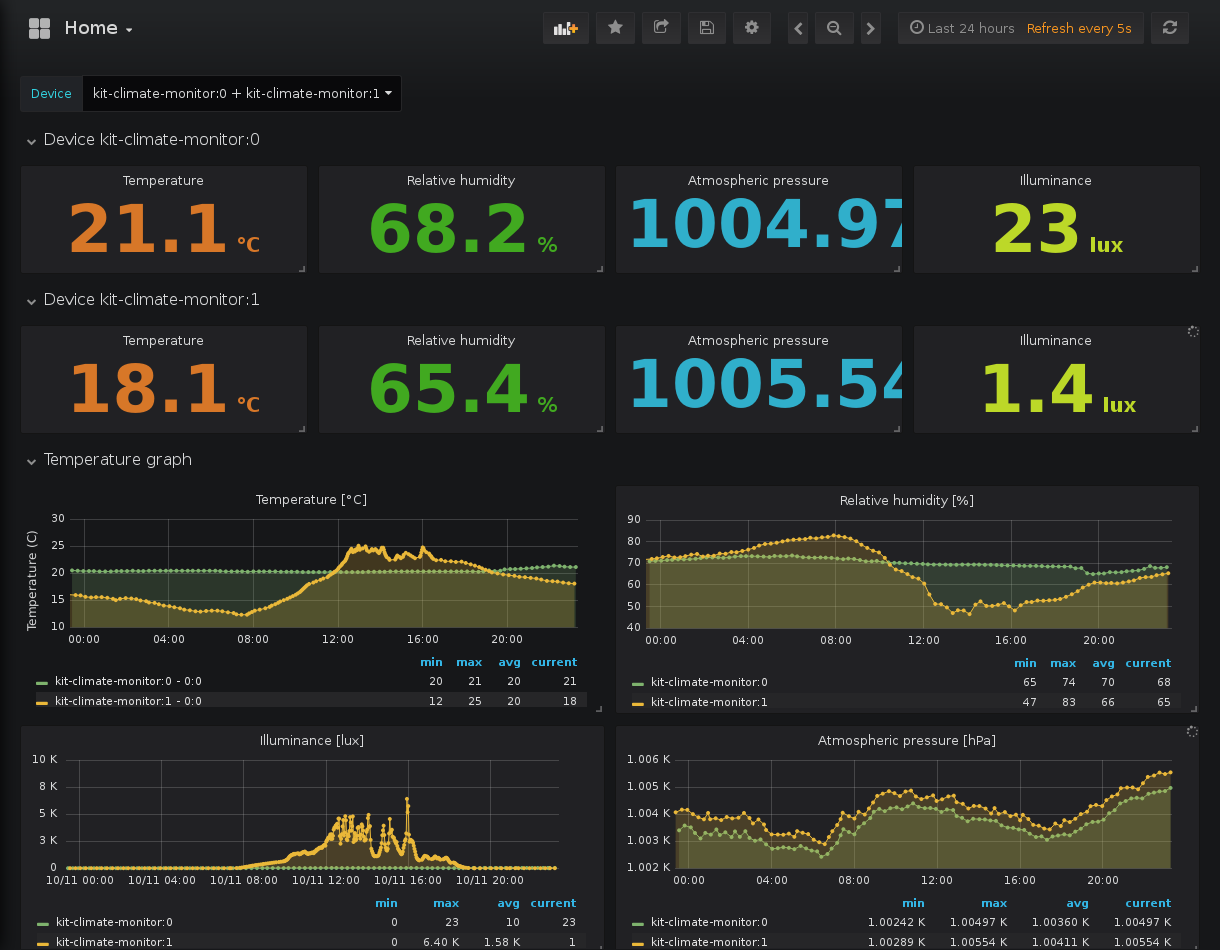 Home
Last 24 hours Refresh every 5s
Device kit-climate-monitor:0 + kit-climate-monitor:1
Device kit-climate-monitor:0
Temperature Relative humidity Atmospheric pressure Illuminance
21.1 °C 68.2 % 1004.97 23 lux
Device kit-climate-monitor:1
Temperature Relative humidity Atmospheric pressure Illuminance
18.1 °C 65.4 % 1005.54 1.4 lux
Temperature graph
Temperature [°C]
Temperature (C)
30
25
20
15
10
00:00 04:00 08:00 12:00 16:00 20:00
min max avg current
kit-climate-monitor:0 - 0:0 20 21 20 21
kit-climate-monitor:1 - 0:0 12 25 20 18
Relative humidity [%]
90
80
70
60
50
40
00:00 04:00 08:00 12:00 16:00 20:00
min max avg current
kit-climate-monitor:0 65 74 70 68
kit-climate-monitor:1 47 83 66 65
Illuminance [lux]
10 K
8 K
5 K
3 K
0
10/11 00:00 10/11 04:00 10/11 08:00 10/11 12:00 10/11 16:00 10/11 20:00
min max avg current
kit-climate-monitor:0 0 23 10 23
kit-climate-monitor:1 0 6.40 K 1.58 K 1
Atmospheric pressure [hPa]
1.006 K
1.005 K
1.004 K
1.003 K
1.002 K
00:00 04:00 08:00 12:00 16:00 20:00
min max avg current
kit-climate-monitor:0 1.00242 K 1.00497 K 1.00360 K 1.00497 K
kit-climate-monitor:1 1.00289 K 1.00554 K 1.00411 K 1.00554 K